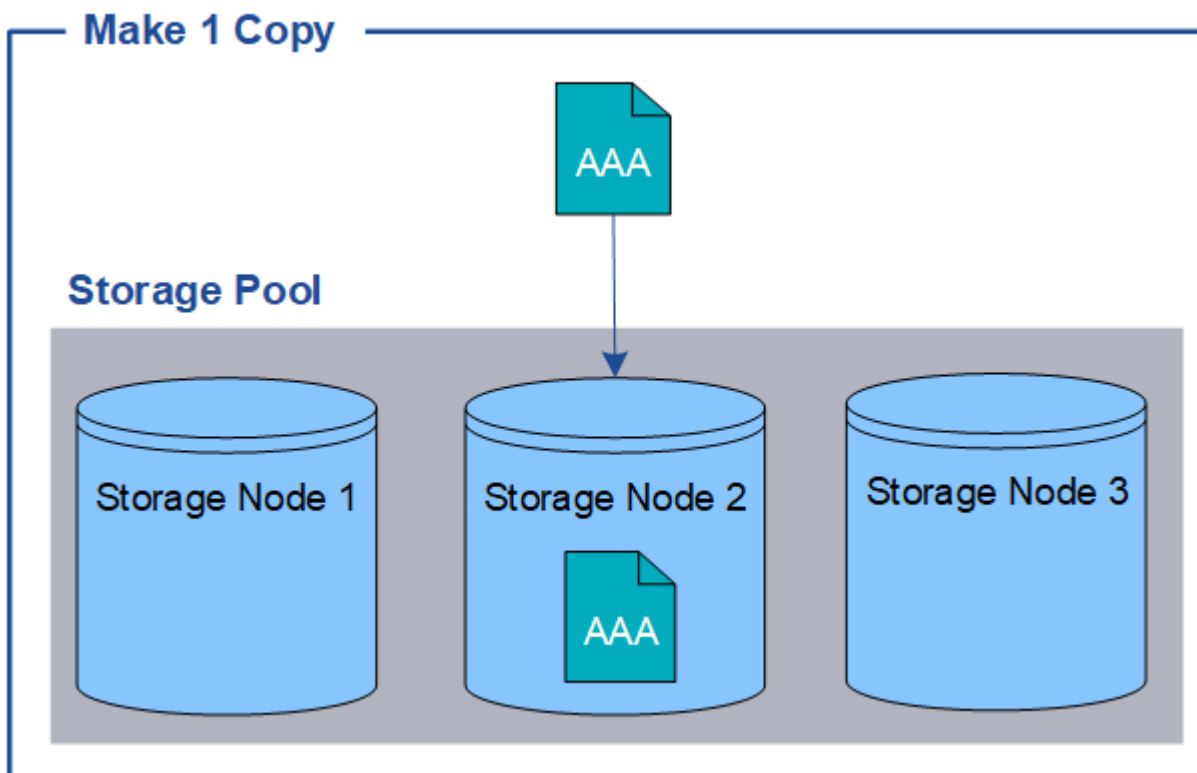 Make 1 Copy
AAA
Storage Pool
Storage Node 1
Storage Node 2
Storage Node 3
AAA